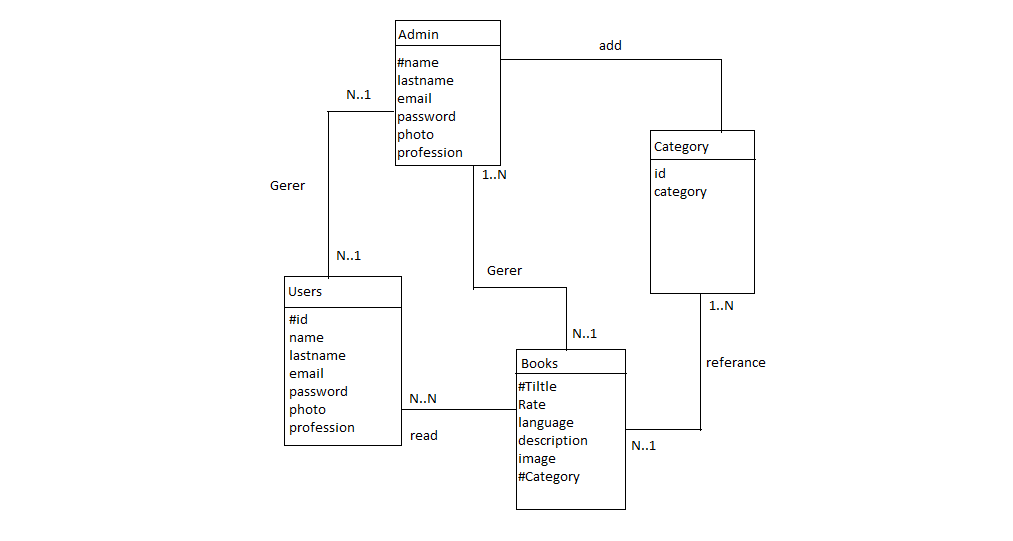 Admin
#name
lastname
email
password
photo
profession
add
N..1
Gerer
N..1
1..N
Gerer
N..1
Category
id
category
1..N
referance
N..1
Users
#id
name
lastname
email
password
photo
profession
N..N
read
Books
#Tiltle
Rate
language
description
image
#Category